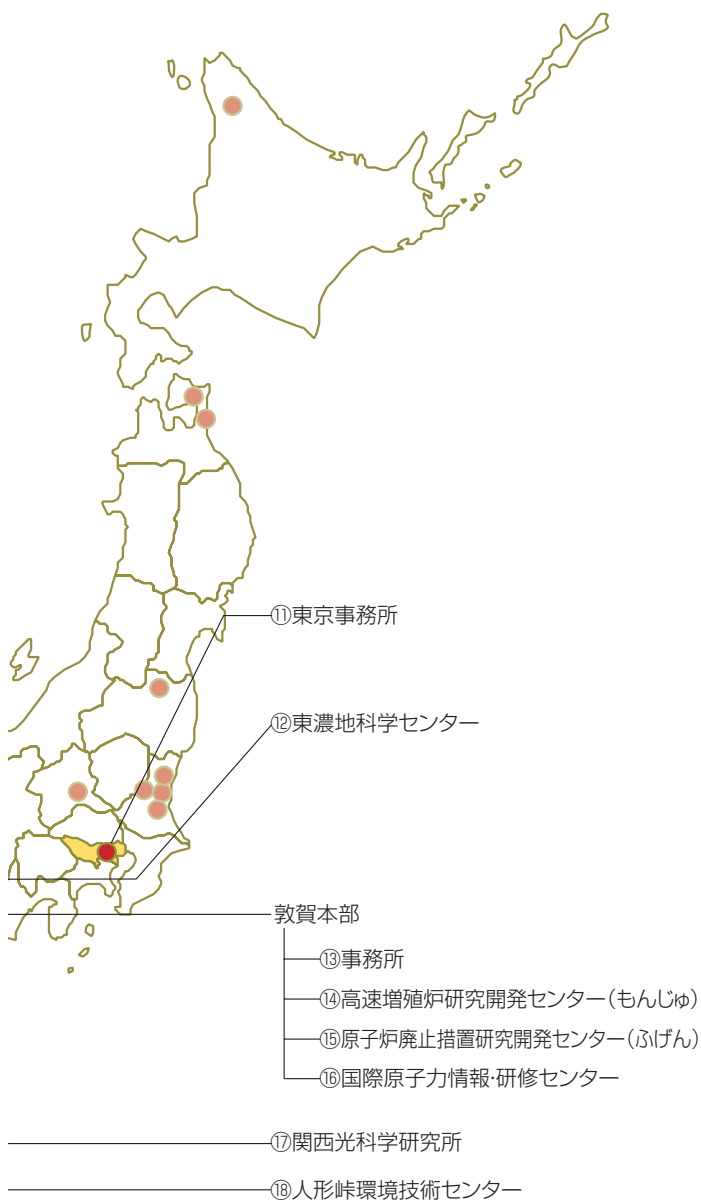 ⑪東京事務所
⑫東濃地科学センター
敦賀本部
⑬事務所
⑭高速増殖炉研究開発センター(もんじゅ)
⑮原子炉廃止措置研究開発センター(ふげん)
⑯国際原子力情報・研修センター
⑰関西光科学研究所
⑱人形峠環境技術センター